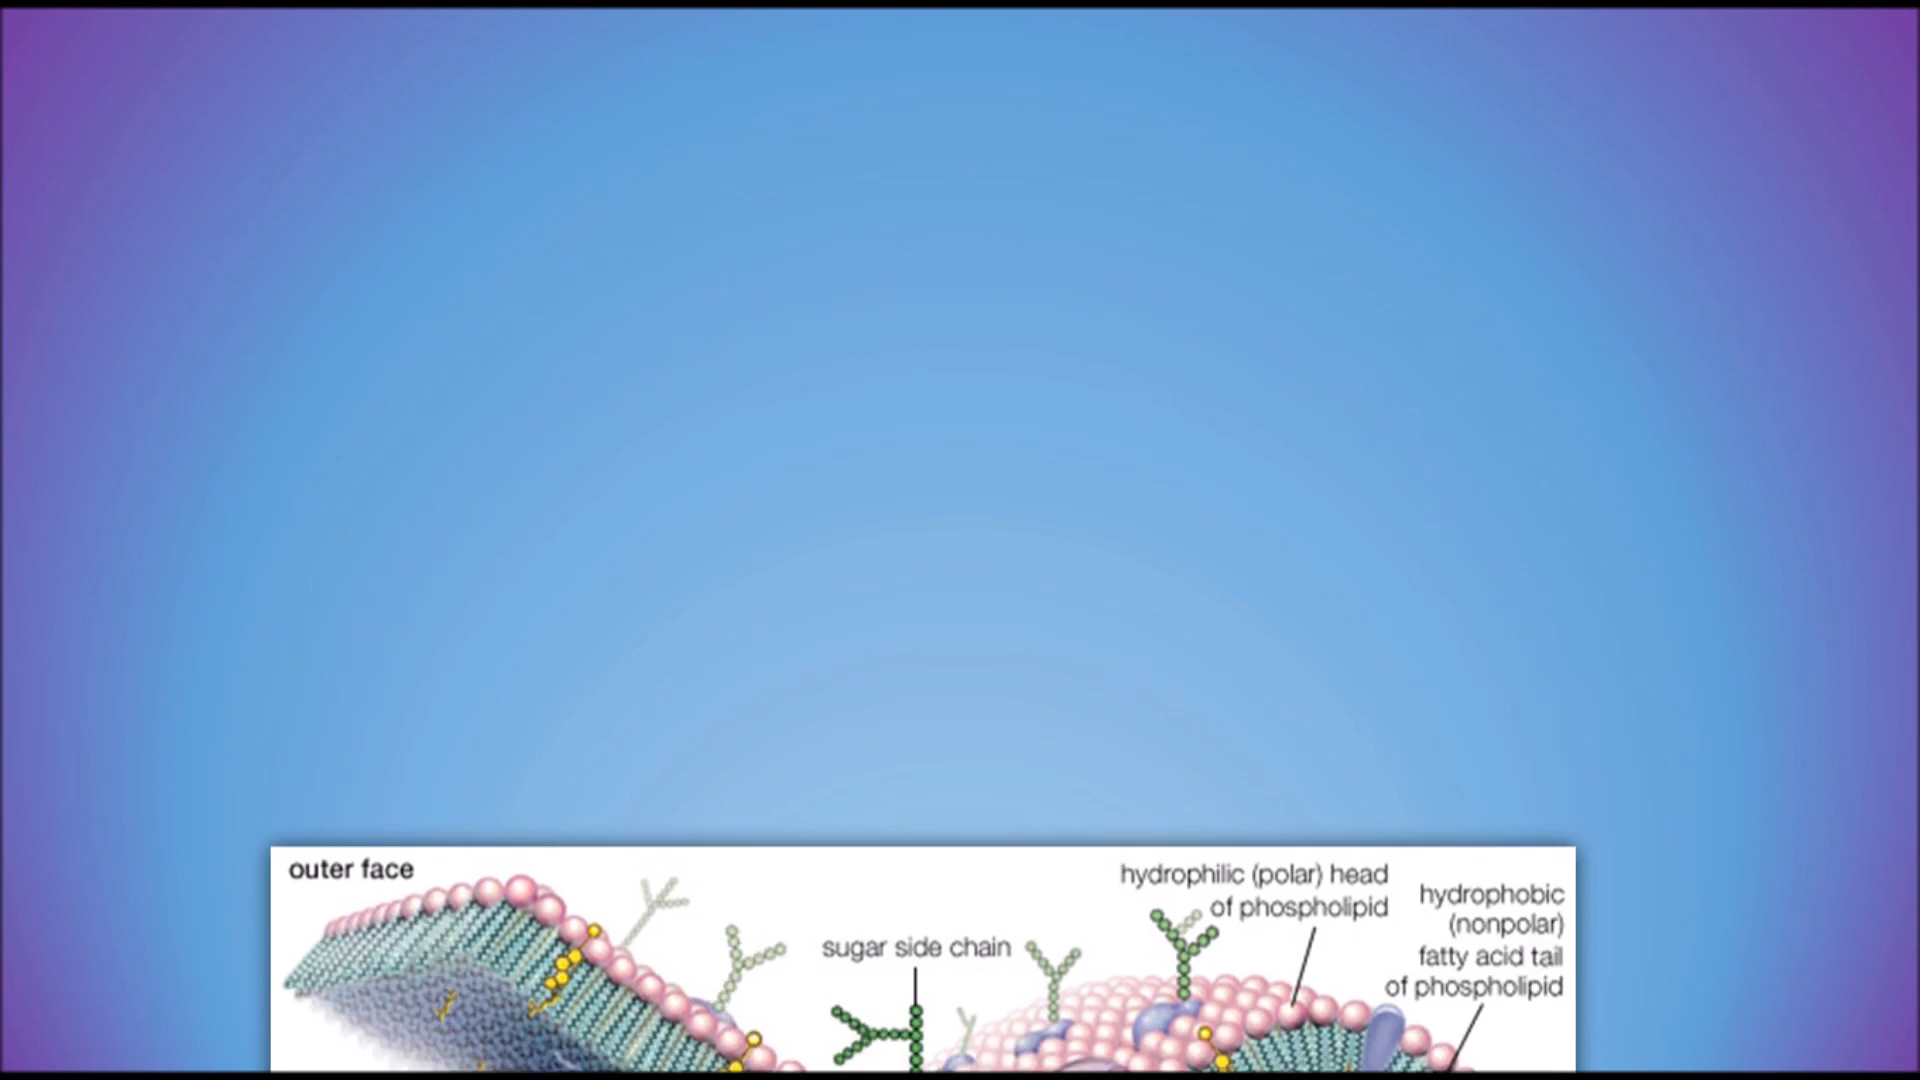 outer face
hydrophilic (polar) head
of phospholipid
hydrophobic
(nonpolar)
fatty acid tail
of phospholipid
sugar side chain